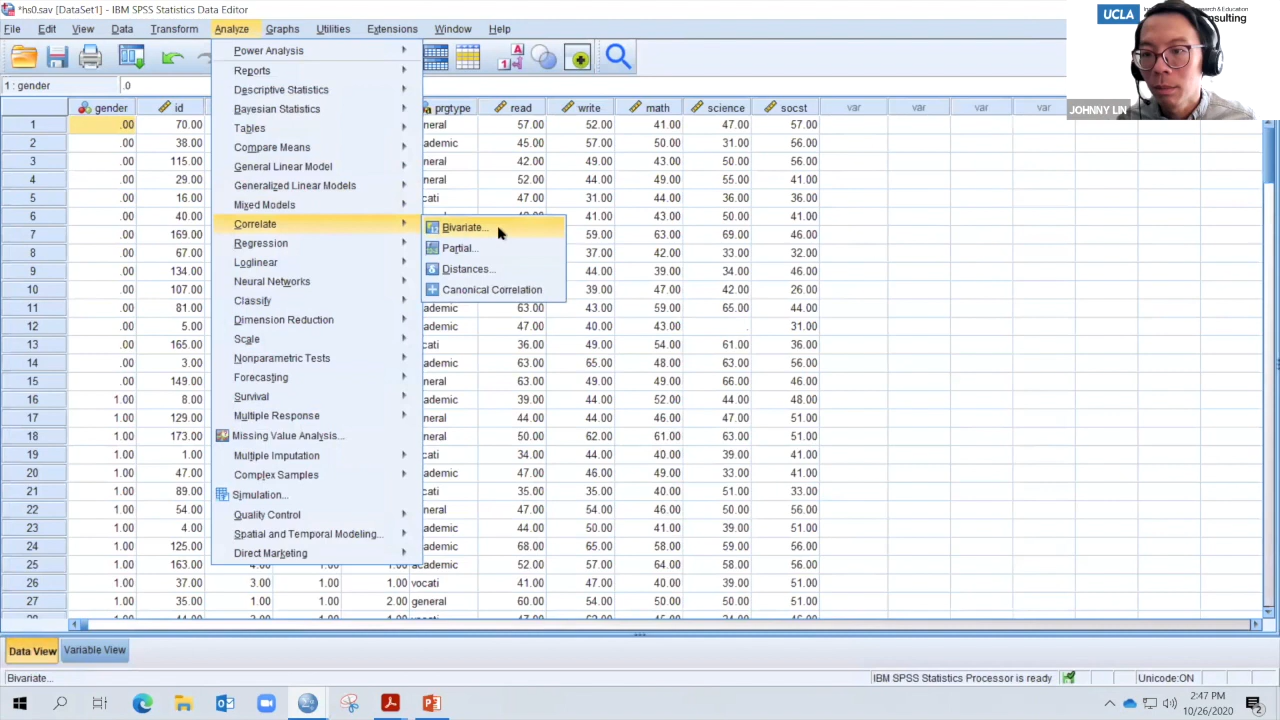 *hs0.sav [DataSet1] - IBM SPSS Statistics Data Editor
File Edit View Data Transform Analyze Graphs Utilities Extensions Window Help
1 : gender .0
gender id prgtype read write math science socst var var var var
1 .00 70.00 neral 57.00 52.00 41.00 47.00 57.00
2 .00 38.00 ademic 45.00 57.00 50.00 31.00 56.00
3 .00 115.00 neral 42.00 49.00 43.00 50.00 56.00
4 .00 29.00 neral 52.00 44.00 49.00 55.00 41.00
5 .00 16.00 cati 47.00 31.00 44.00 36.00 36.00
6 .00 40.00 41.00 43.00 50.00 41.00
7 .00 169.00 59.00 63.00 69.00 46.00
8 .00 67.00 37.00 42.00 33.00 32.00
9 .00 134.00 44.00 39.00 34.00 46.00
10 .00 107.00 39.00 47.00 42.00 26.00
11 .00 81.00 ademic 63.00 43.00 59.00 65.00 44.00
12 .00 5.00 ademic 47.00 40.00 43.00 . 31.00
13 .00 165.00 cati 36.00 49.00 54.00 61.00 36.00
14 .00 3.00 ademic 44.00 65.00 48.00 63.00 56.00
15 .00 149.00 neral 63.00 49.00 49.00 66.00 46.00
16 1.00 8.00 ademic 39.00 44.00 52.00 44.00 48.00
17 1.00 129.00 neral 44.00 44.00 46.00 47.00 51.00
18 1.00 173.00 neral 50.00 62.00 61.00 63.00 51.00
19 1.00 1.00 cati 34.00 44.00 40.00 39.00 41.00
20 1.00 47.00 ademic 47.00 46.00 49.00 33.00 41.00
21 1.00 89.00 cati 35.00 35.00 40.00 51.00 33.00
22 1.00 54.00 neral 47.00 54.00 46.00 50.00 56.00
23 1.00 4.00 ademic 44.00 50.00 41.00 39.00 51.00
24 1.00 125.00 ademic 68.00 65.00 58.00 59.00 56.00
25 1.00 163.00 1.00 academic 52.00 57.00 64.00 58.00 56.00
26 1.00 37.00 3.00 1.00 1.00 vocati 41.00 47.00 40.00 39.00 51.00
27 1.00 35.00 1.00 1.00 2.00 general 60.00 54.00 50.00 50.00 51.00
Power Analysis
Reports
Descriptive Statistics
Bayesian Statistics
Tables
Compare Means
General Linear Model
Generalized Linear Models
Mixed Models
Correlate
Regression
Loglinear
Neural Networks
Classify
Dimension Reduction
Scale
Nonparametric Tests
Forecasting
Survival
Multiple Response
Missing Value Analysis...
Multiple Imputation
Complex Samples
Simulation...
Quality Control
Spatial and Temporal Modeling...
Direct Marketing
Bivariate...
Partial...
Distances...
Canonical Correlation
UCLA
& Education
JOHNNY LIN
Data View Variable View
Bivariate... IBM SPSS Statistics Processor is ready Unicode:ON
2:47 PM
10/26/2020
2